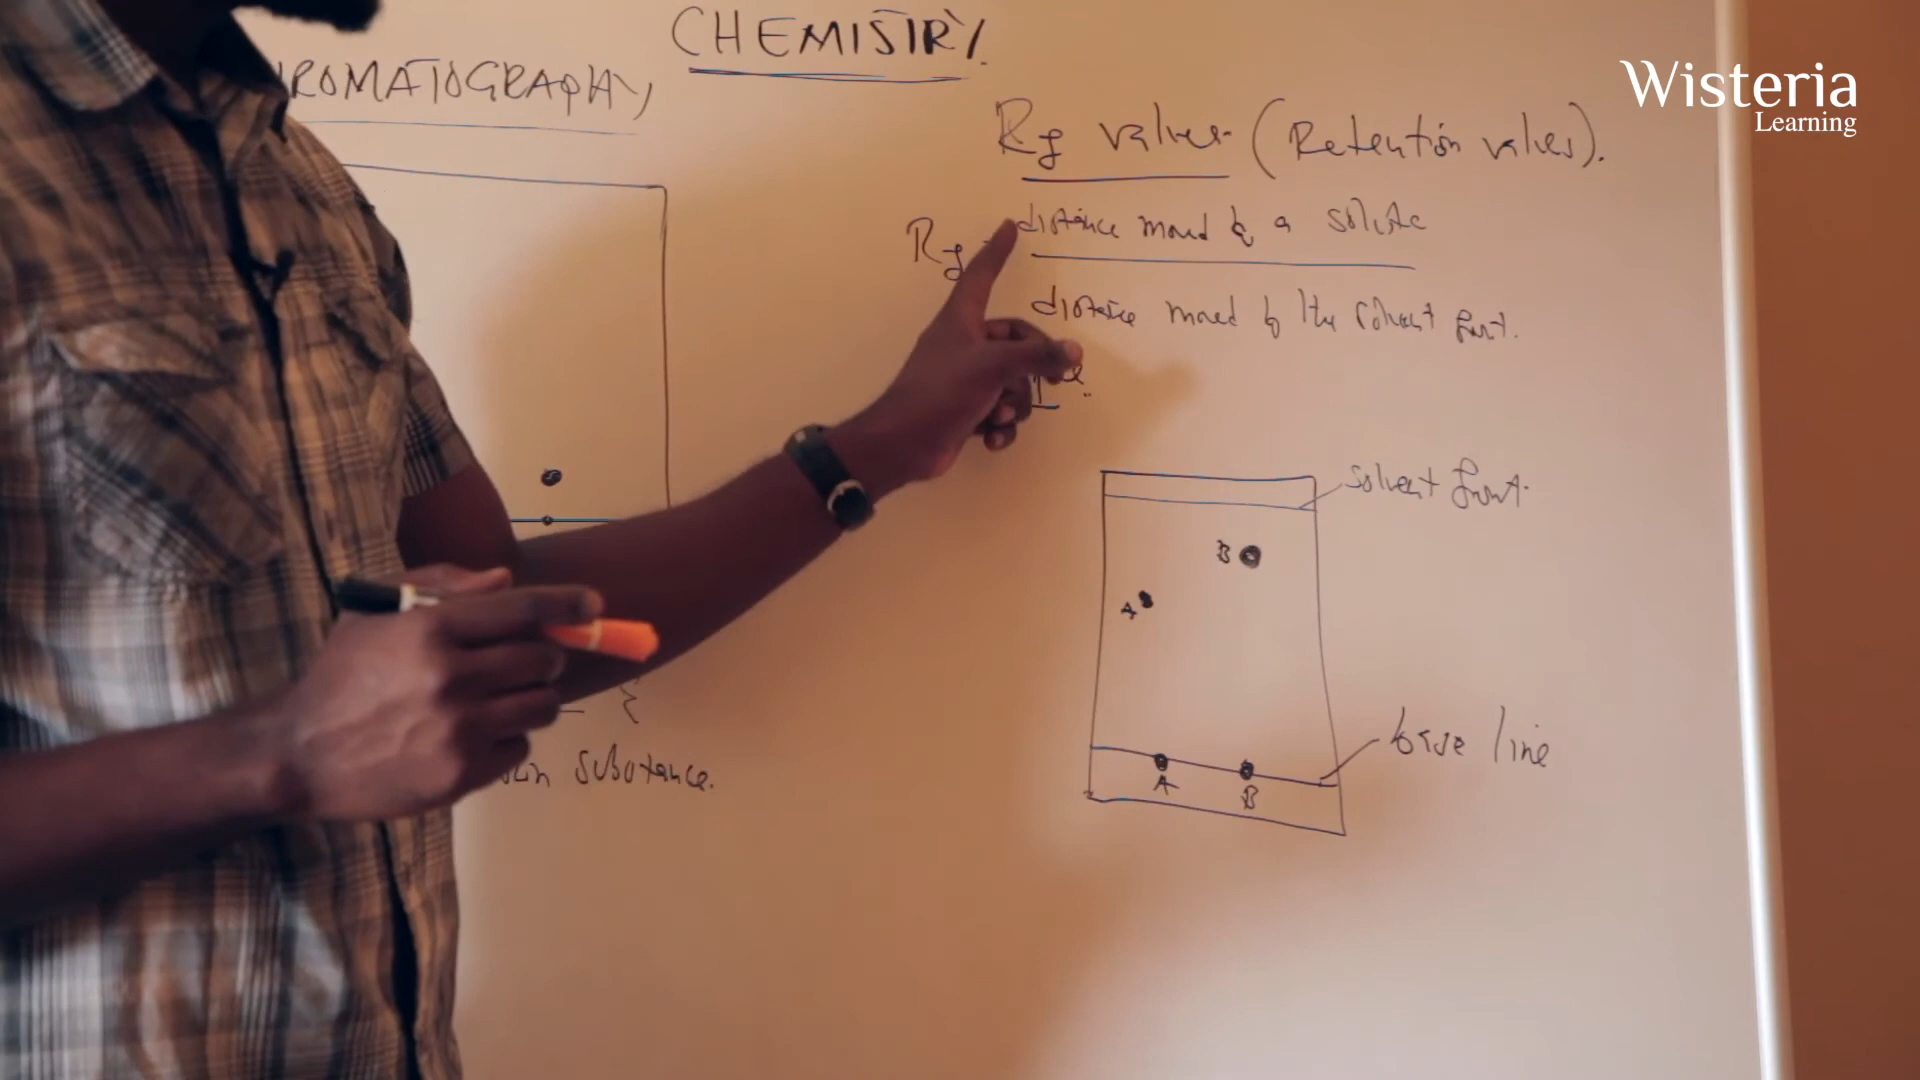 CHEMISTRY.
ROMATOGRAPHY
Wisteria
Learning
Rf values (Retention values).
Rf
distance moved by a solute
distance moved by the solvent front.
solvent front.
B
A
base line
A
B
substance.